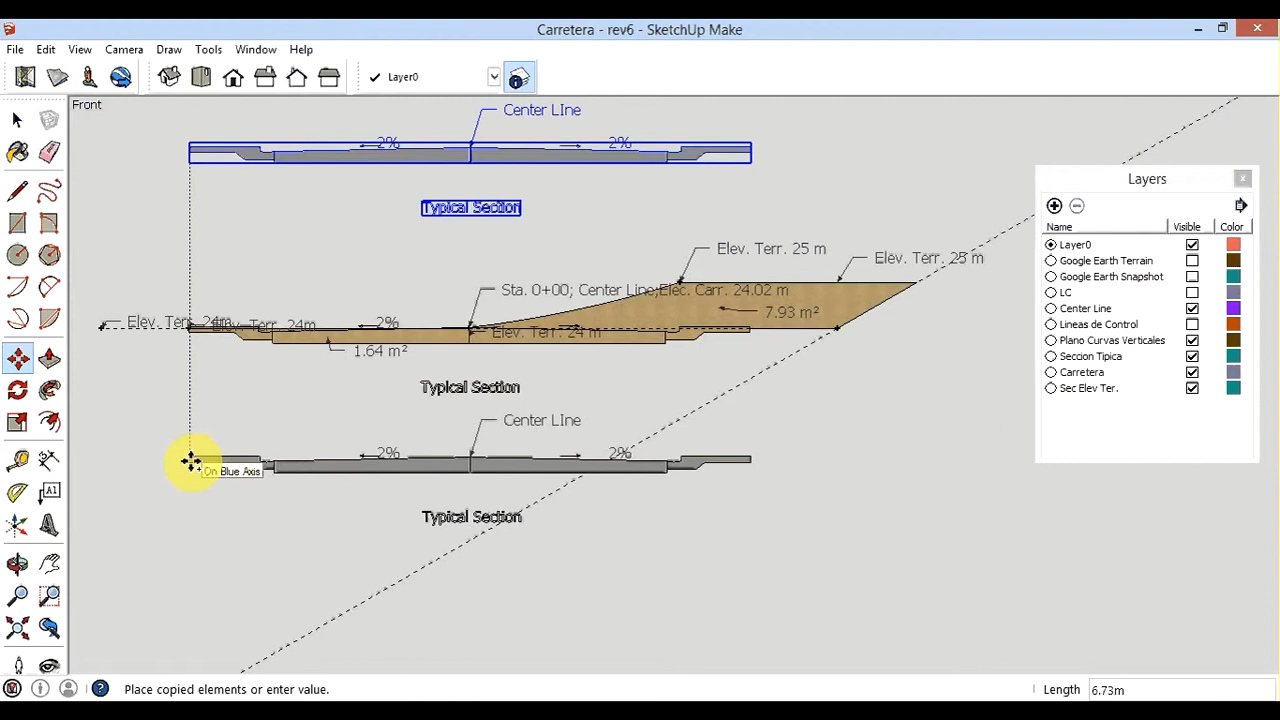 Carretera - rev6 - SketchUp Make
File Edit View Camera Draw Tools Window Help
Layer0
Front
Center LIne
2% 2%
Typical Section
Elev. Terr. 25 m
Elev. Terr. 25 m
Sta. 0+00; Center Line;Elec. Carr. 24.02 m
7.93 m²
Elev. Terr. 24m
Elev. Terr. 24m
2%
Elev. Terr. 24 m
1.64 m²
Typical Section
Center LIne
2% 2%
On Blue Axis
Typical Section
Layers
Name Visible Color
Layer0
Google Earth Terrain
Google Earth Snapshot
LC
Center Line
Lineas de Control
Plano Curvas Verticales
Seccion Tipica
Carretera
Sec Elev Ter.
A1
Place copied elements or enter value.
Length 6.73m